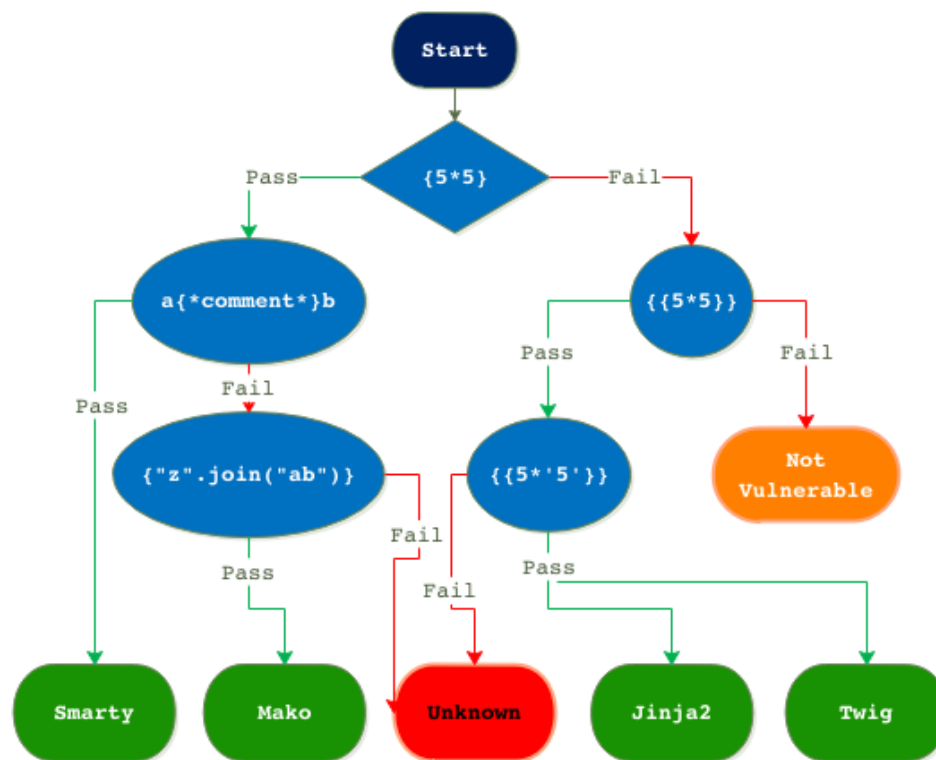 Start
{5*5}
Pass
Fail
a{*comment*}b
{{5*5}}
Pass
Fail
Pass
Fail
{"z".join("ab")}
{{5*'5'}}
Not
Vulnerable
Fail
Pass
Pass
Fail
Smarty
Mako
Unknown
Jinja2
Twig